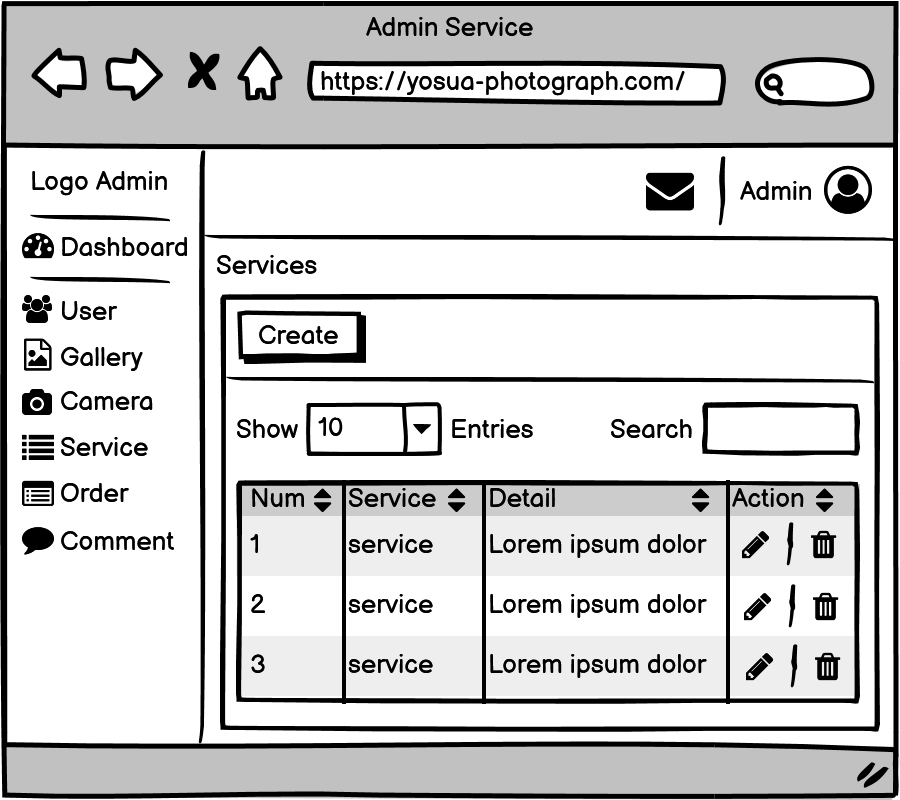 Admin Service
https://yosua-photograph.com/
Logo Admin
Admin
Dashboard
User
Gallery
Camera
Service
Order
Comment
Services
Create
Show 10 Entries Search
Num Service Detail Action
1 service Lorem ipsum dolor
2 service Lorem ipsum dolor
3 service Lorem ipsum dolor